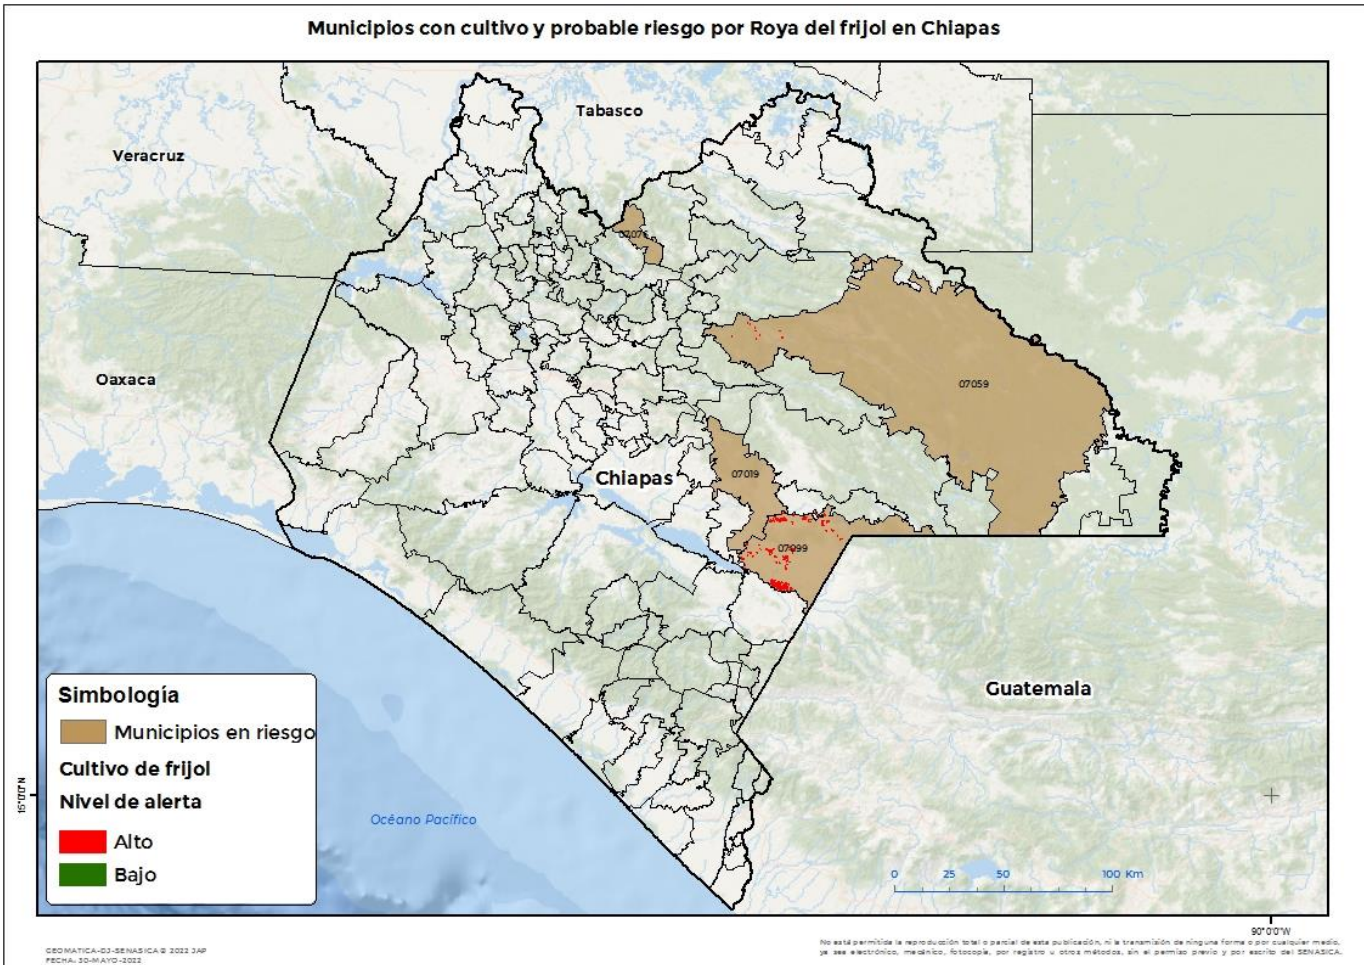 Municipios con cultivo y probable riesgo por Roya del frijol en Chiapas
Tabasco
Veracruz
07076
Oaxaca
07059
Chiapas
07019
07099
Guatemala
Simbología
Municipios en riesgo
Cultivo de frijol
Nivel de alerta
Alto
Bajo
15°0'0"N
Océano Pacífico
0 25 50 100 Km
90°0'0"W
GEOMATICA-DJ-SENASICA © 2022 JAP
FECHA: 30-MAYO-2022
No está permitida la reproducción total o parcial de esta publicación, ni la transmisión de ninguna forma o por cualquier medio,
ya sea electrónico, mecánico, fotocopia, por registro u otros métodos, sin el permiso previo y por escrito del SENASICA.